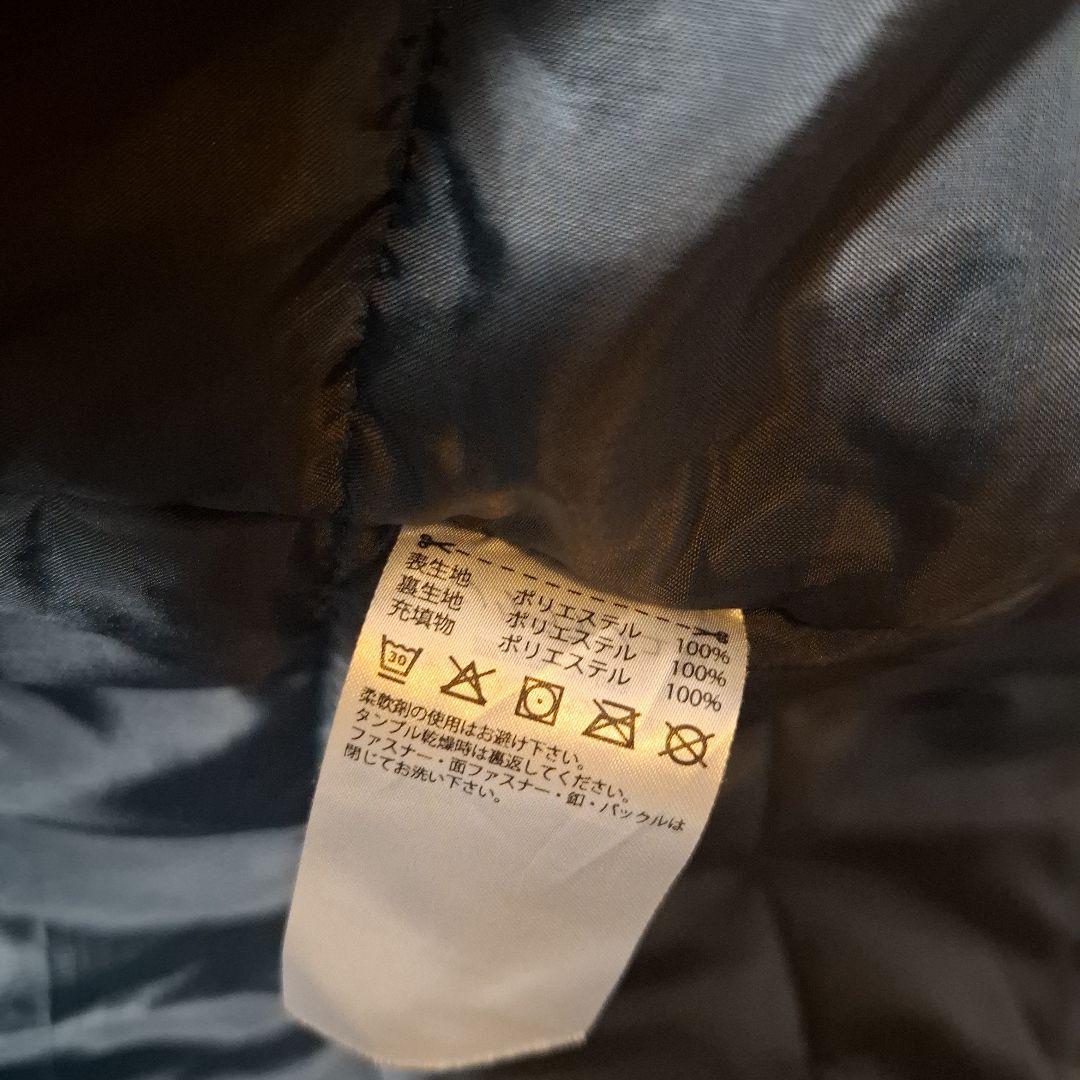 表生地 ポリエステル 100%
裏生地 ポリエステル 100%
充填物 ポリエステル 100%
30
柔軟剤の使用はお避け下さい。
タンブル乾燥時は裏返してください。
ファスナー・面ファスナー・釦・バックルは
閉じてお洗い下さい。